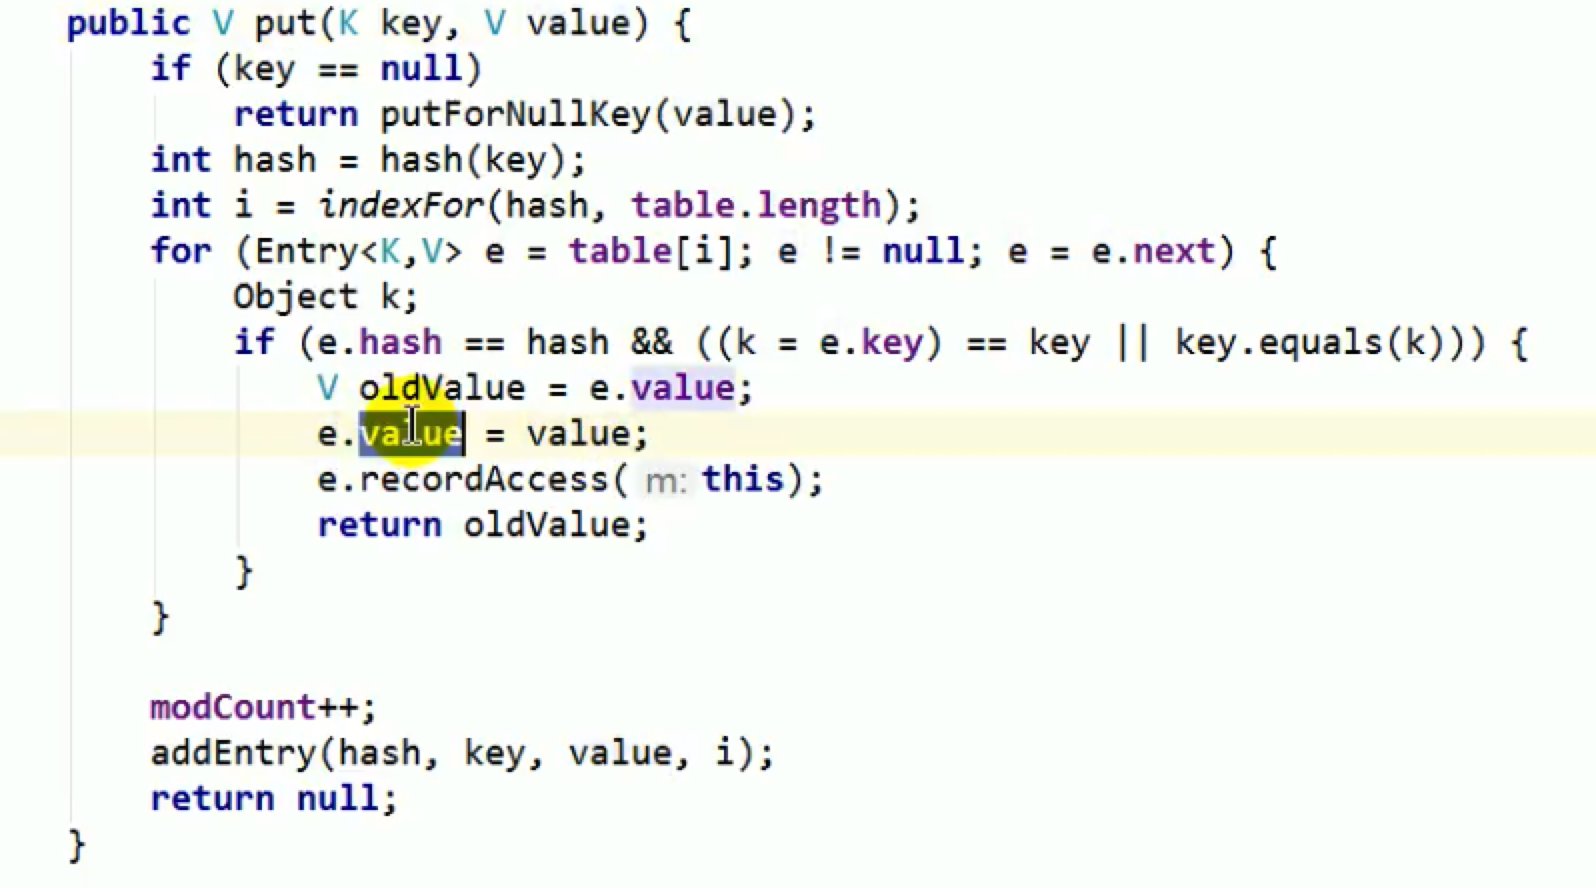 public V put(K key, V value) {
if (key == null)
return putForNullKey(value);
int hash = hash(key);
int i = indexFor(hash, table.length);
for (Entry<K,V> e = table[i]; e != null; e = e.next) {
Object k;
if (e.hash == hash && ((k = e.key) == key || key.equals(k))) {
V oldValue = e.value;
e.value = value;
e.recordAccess( m: this);
return oldValue;
}
}
modCount++;
addEntry(hash, key, value, i);
return null;
}